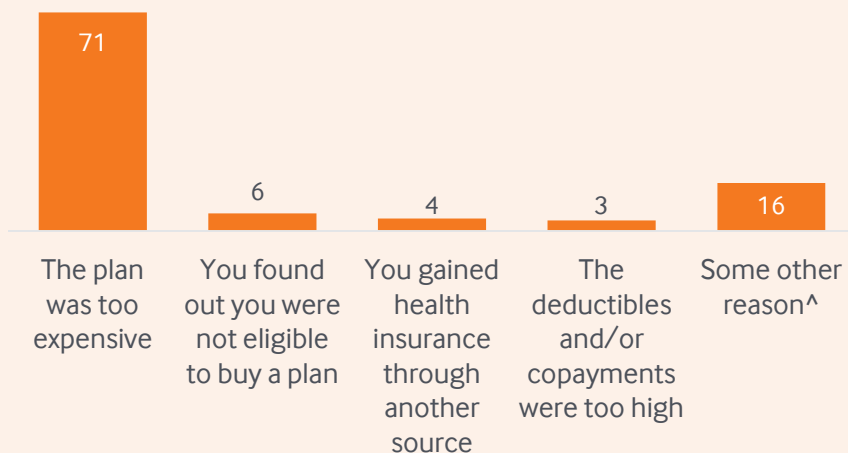 71
6
4
3
16
The plan
was too
expensive
You found
out you were
not eligible
to buy a plan
You gained
health
insurance
through
another
source
The
deductibles
and/or
copayments
were too high
Some other
reason^